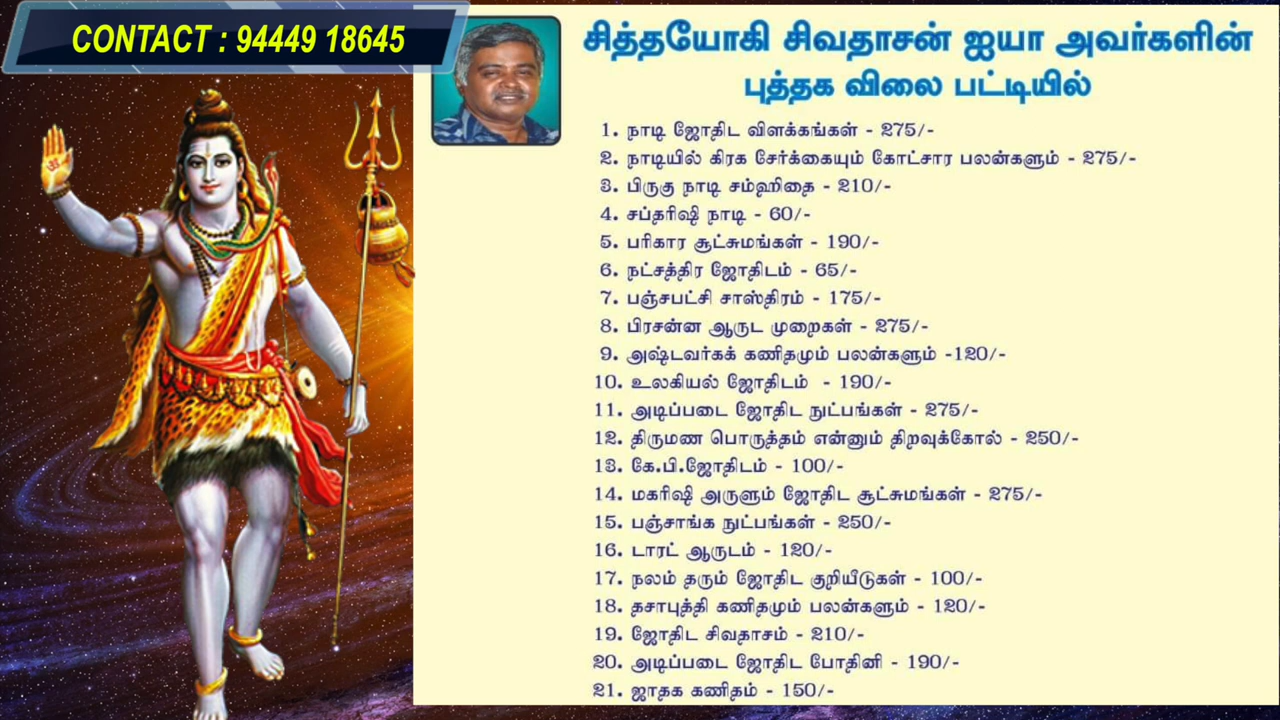 CONTACT : 94449 18645
சித்தயோகி சிவதாசன் ஐயா அவர்களின்
புத்தக விலை பட்டியில்
1. நாடி ஜோதிட விளக்கங்கள் - 275/-
2. நாடியில் கிரக சேர்க்கையும் கோட்சார பலன்களும் - 275/-
3. பிருகு நாடி சம்ஹிதை - 210/-
4. சப்தரிஷி நாடி - 60/-
5. பரிகார சூட்சுமங்கள் - 190/-
6. நட்சத்திர ஜோதிடம் - 65/-
7. பஞ்சபட்சி சாஸ்திரம் - 175/-
8. பிரசன்ன ஆருட முறைகள் - 275/-
9. அஷ்டவர்கக் கணிதமும் பலன்களும் -120/-
10. உலகியல் ஜோதிடம் - 190/-
11. அடிப்படை ஜோதிட நுட்பங்கள் - 275/-
12. திருமண பொருத்தம் என்னும் திறவுக்கோல் - 250/-
13. கே.பி.ஜோதிடம் - 100/-
14. மகரிஷி அருளும் ஜோதிட சூட்சுமங்கள் - 275/-
15. பஞ்சாங்க நுட்பங்கள் - 250/-
16. டாரட் ஆருடம் - 120/-
17. நலம் தரும் ஜோதிட குறியீடுகள் - 100/-
18. தசாபுத்தி கணிதமும் பலன்களும் - 120/-
19. ஜோதிட சிவதாசம் - 210/-
20. அடிப்படை ஜோதிட போதினி - 190/-
21. ஜாதக கணிதம் - 150/-